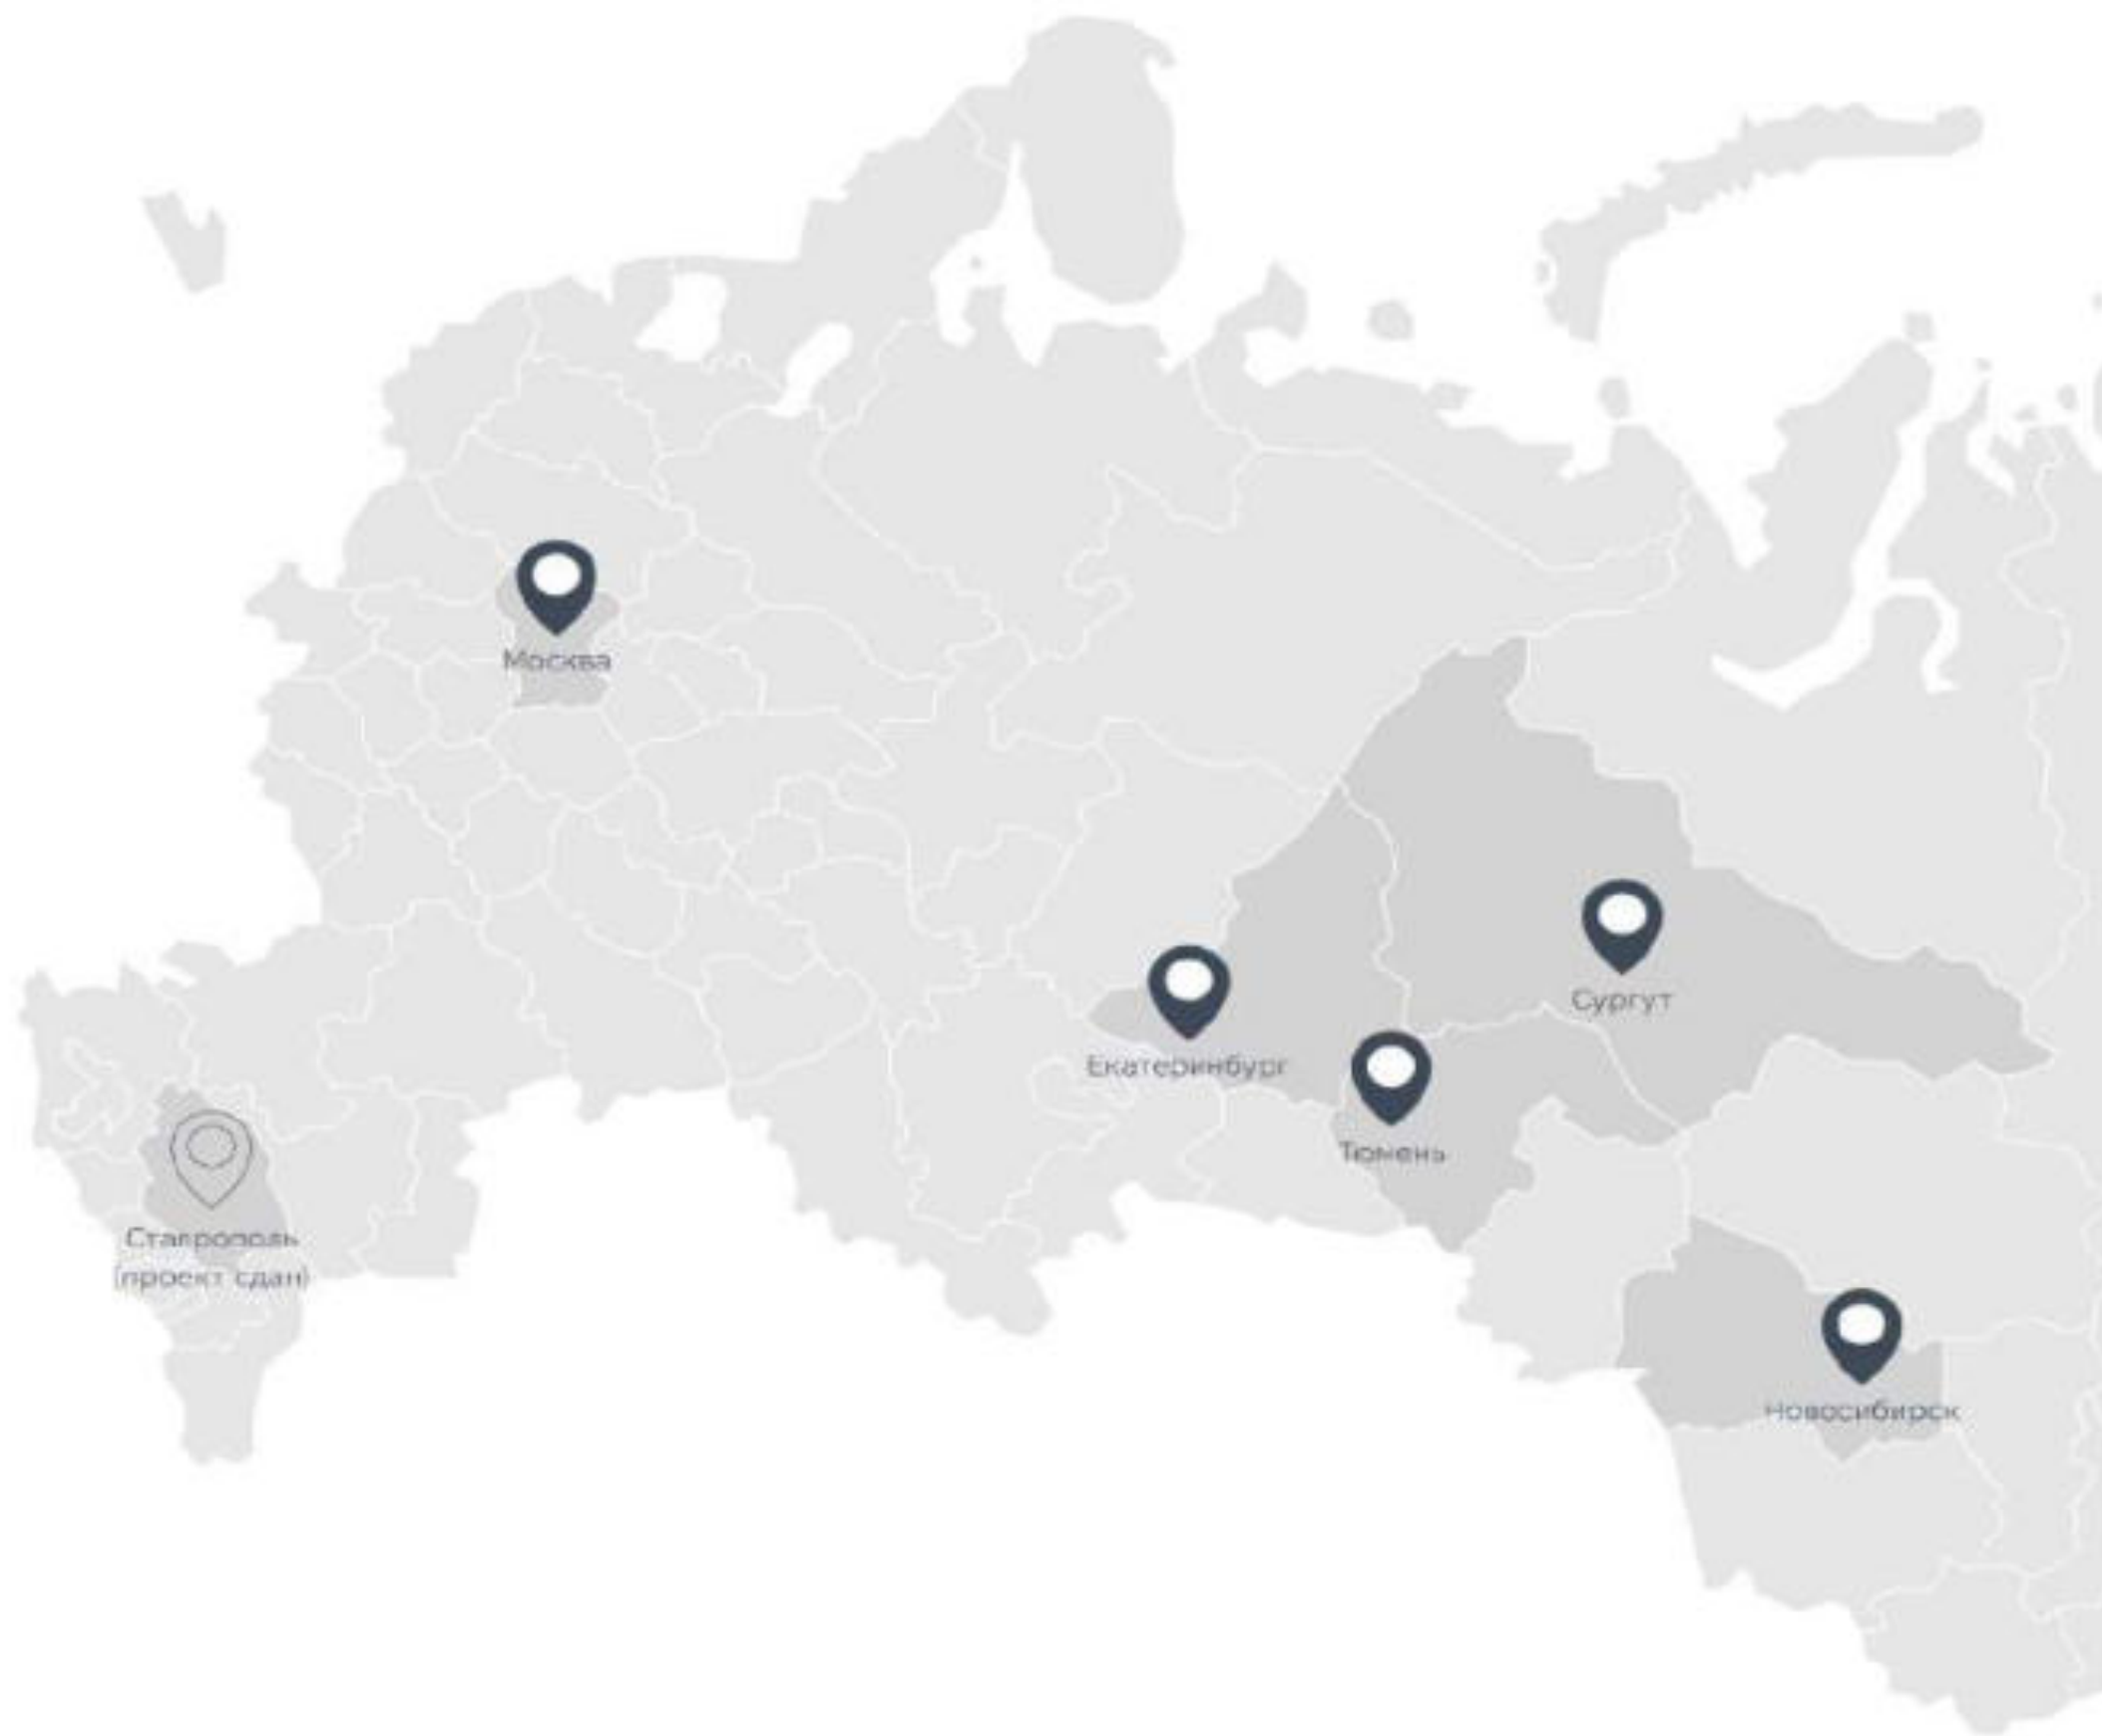 Москва
Сургут
Екатеринбург
Тюмень
Ставрополь
(проект сдан)
Новосибирск